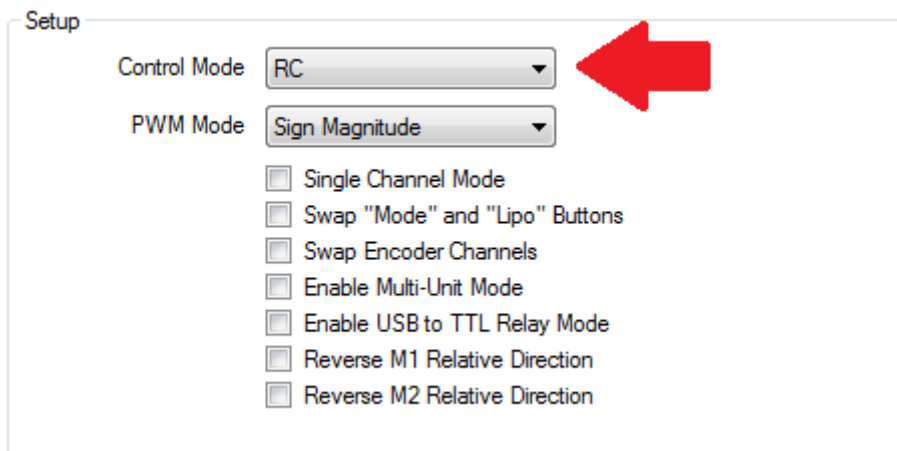 Setup
Control Mode RC
PWM Mode Sign Magnitude
Single Channel Mode
Swap "Mode" and "Lipo" Buttons
Swap Encoder Channels
Enable Multi-Unit Mode
Enable USB to TTL Relay Mode
Reverse M1 Relative Direction
Reverse M2 Relative Direction